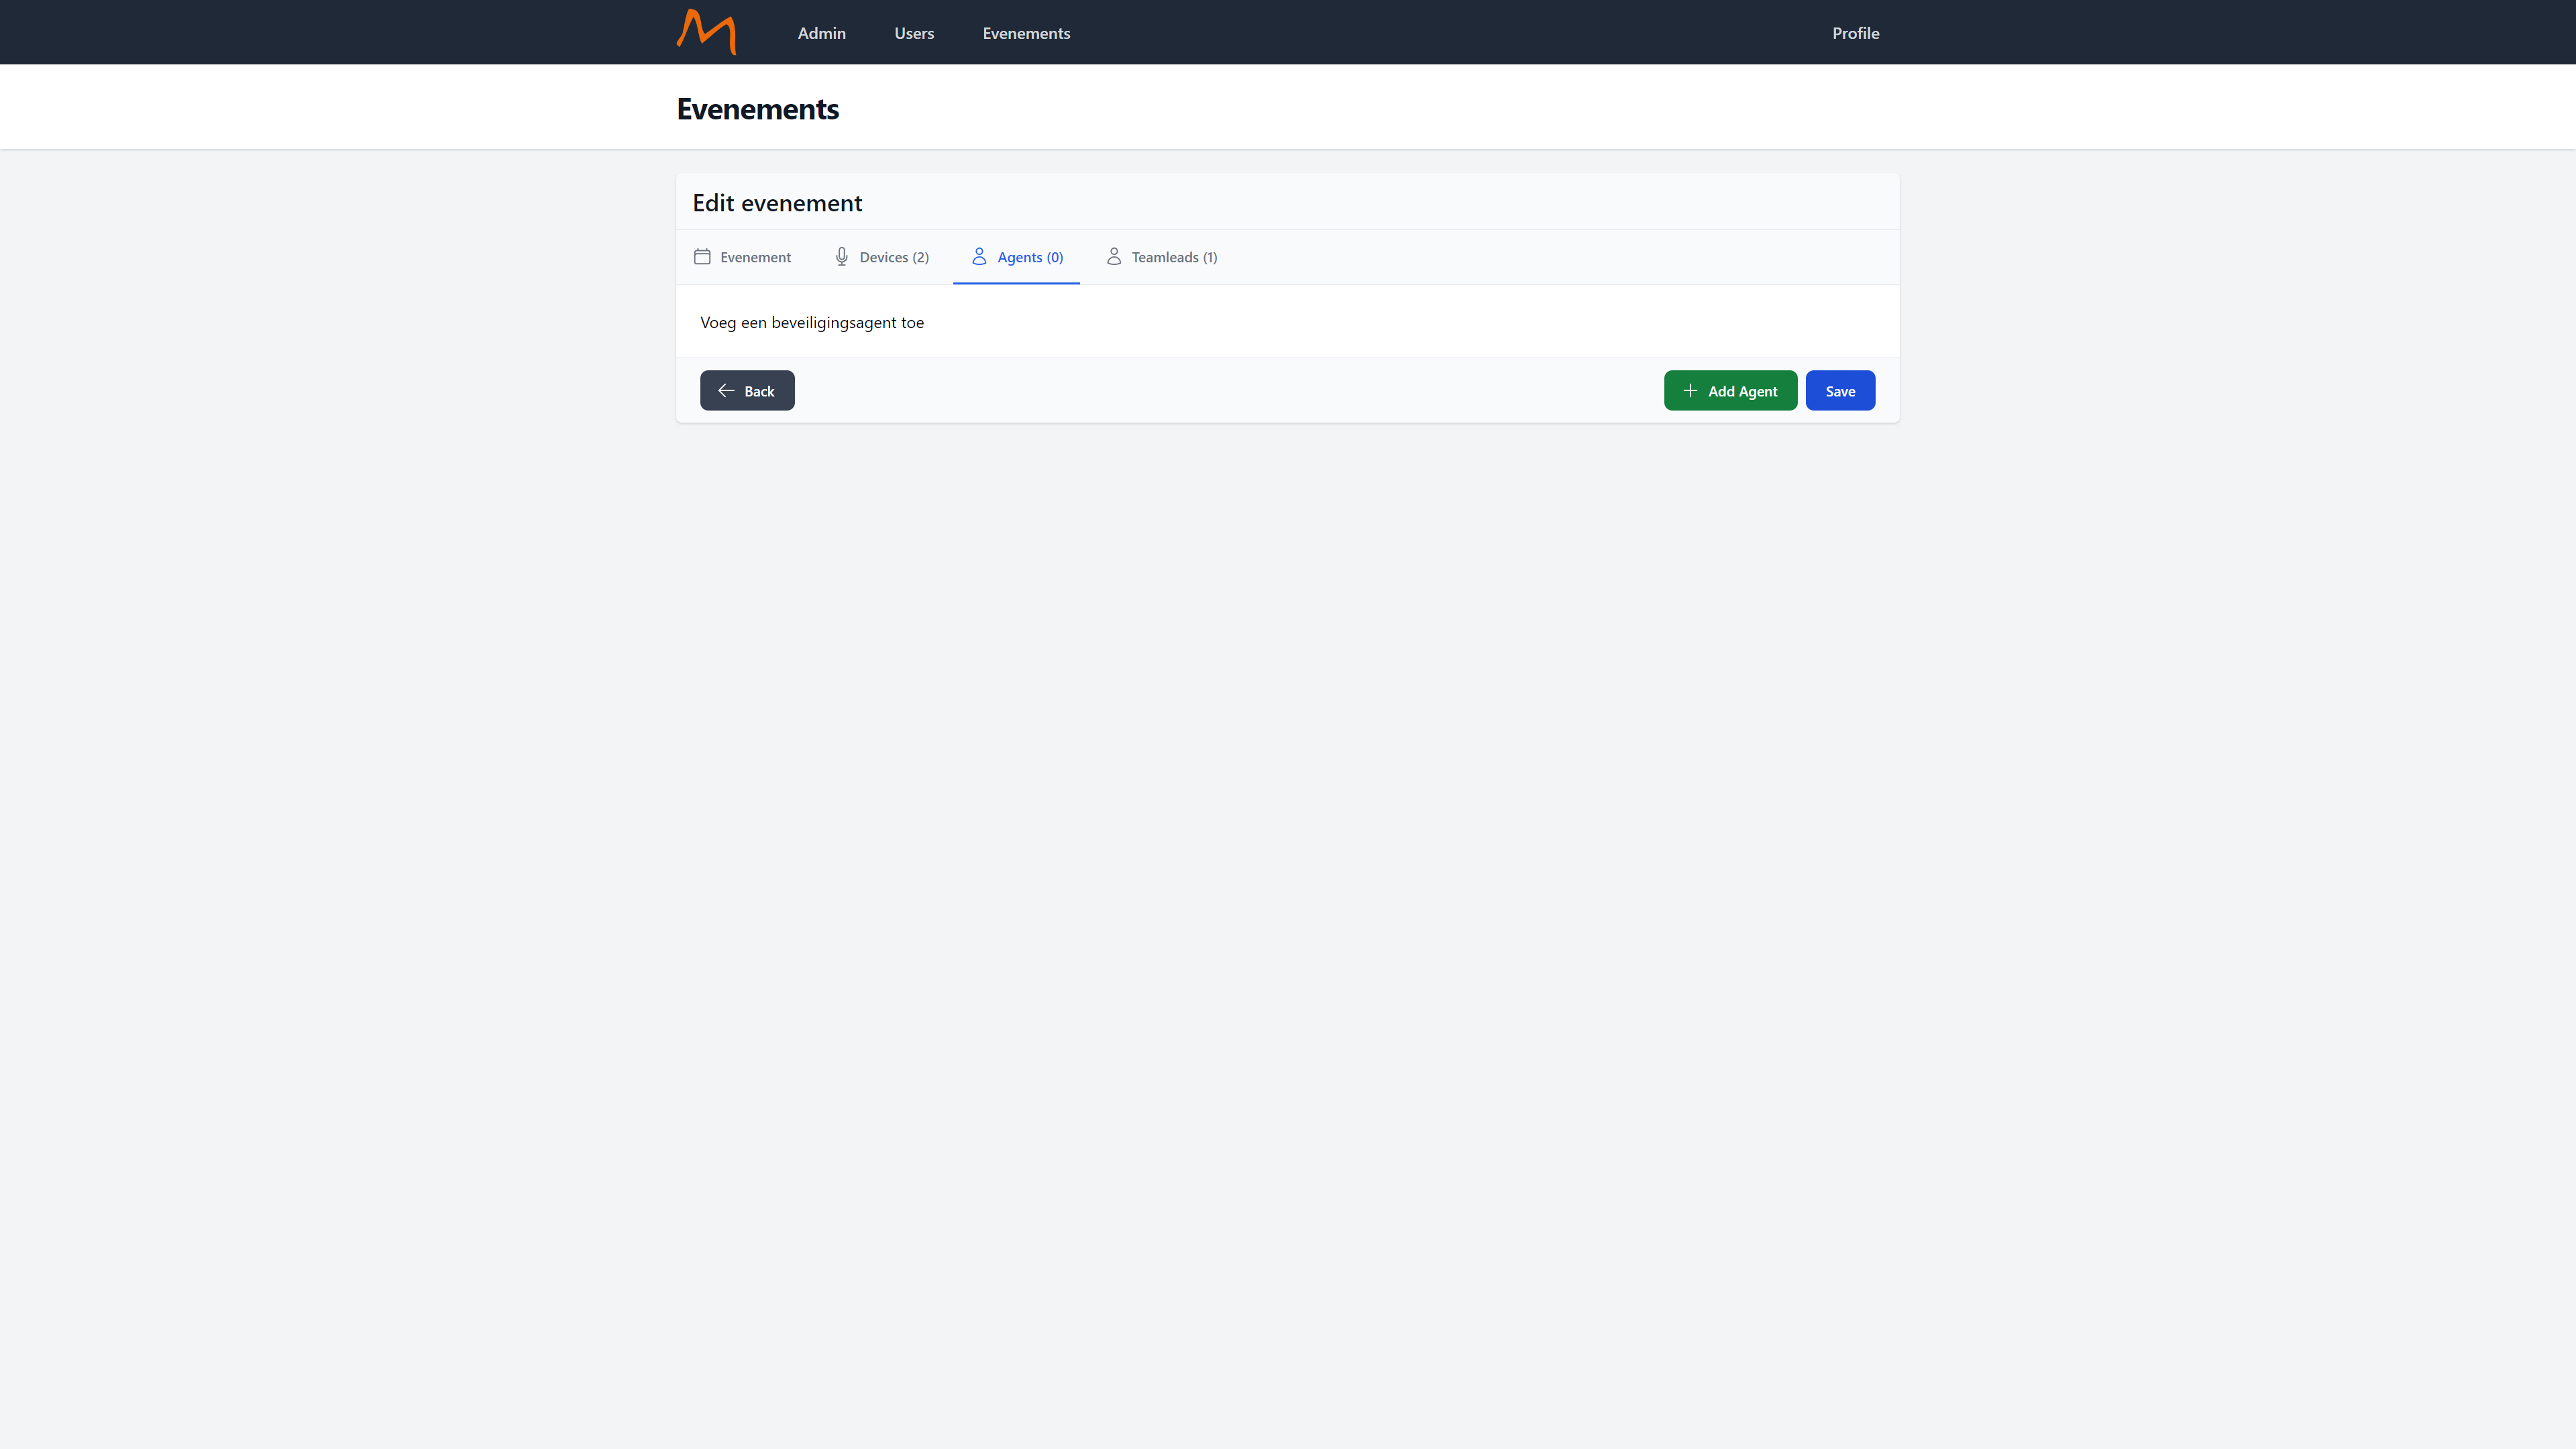 Admin Users Evenements Profile
Evenements
Edit evenement
Evenement Devices (2) Agents (0) Teamleads (1)
Voeg een beveiligingsagent toe
Back Add Agent Save